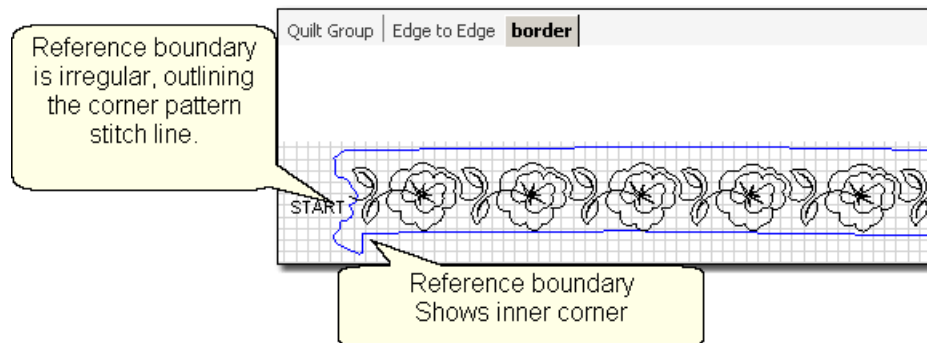 Quilt Group Edge to Edge border
Reference boundary
is irregular, outlining
the corner pattern
stitch line.
START
Reference boundary
Shows inner corner